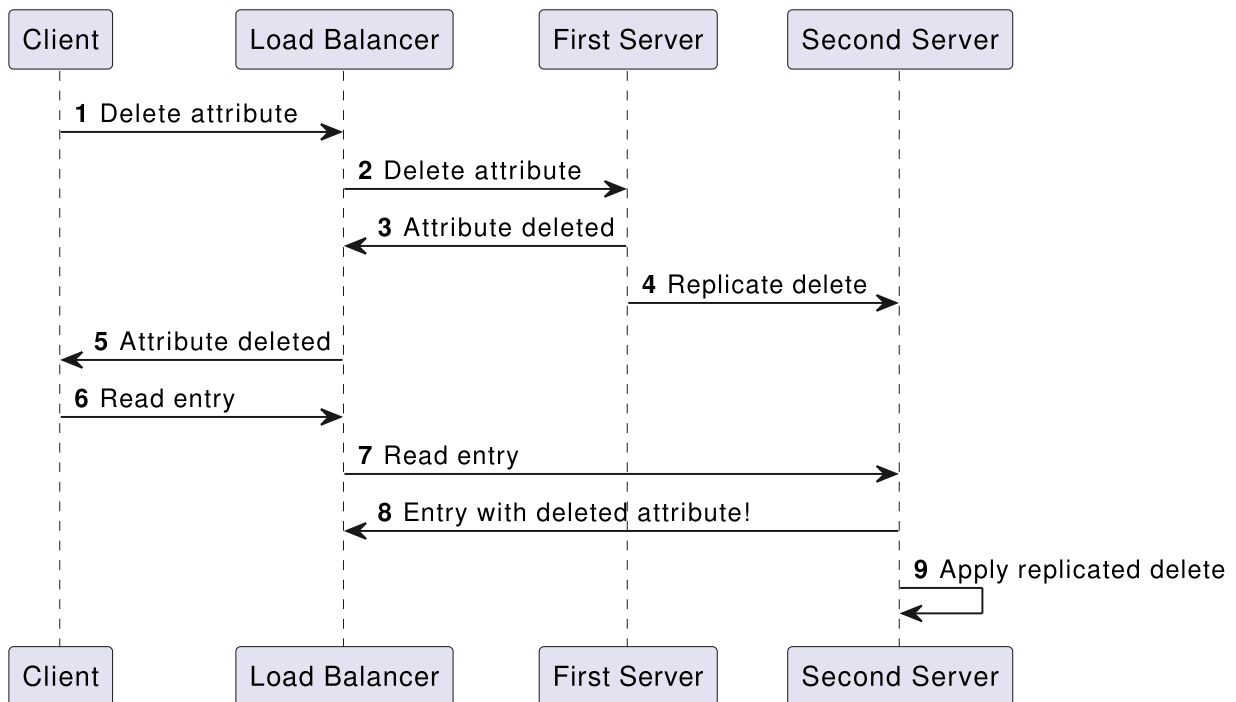 Client Load Balancer First Server Second Server
1 Delete attribute
2 Delete attribute
3 Attribute deleted
4 Replicate delete
5 Attribute deleted
6 Read entry
7 Read entry
8 Entry with deleted attribute!
9 Apply replicated delete
Client Load Balancer First Server Second Server